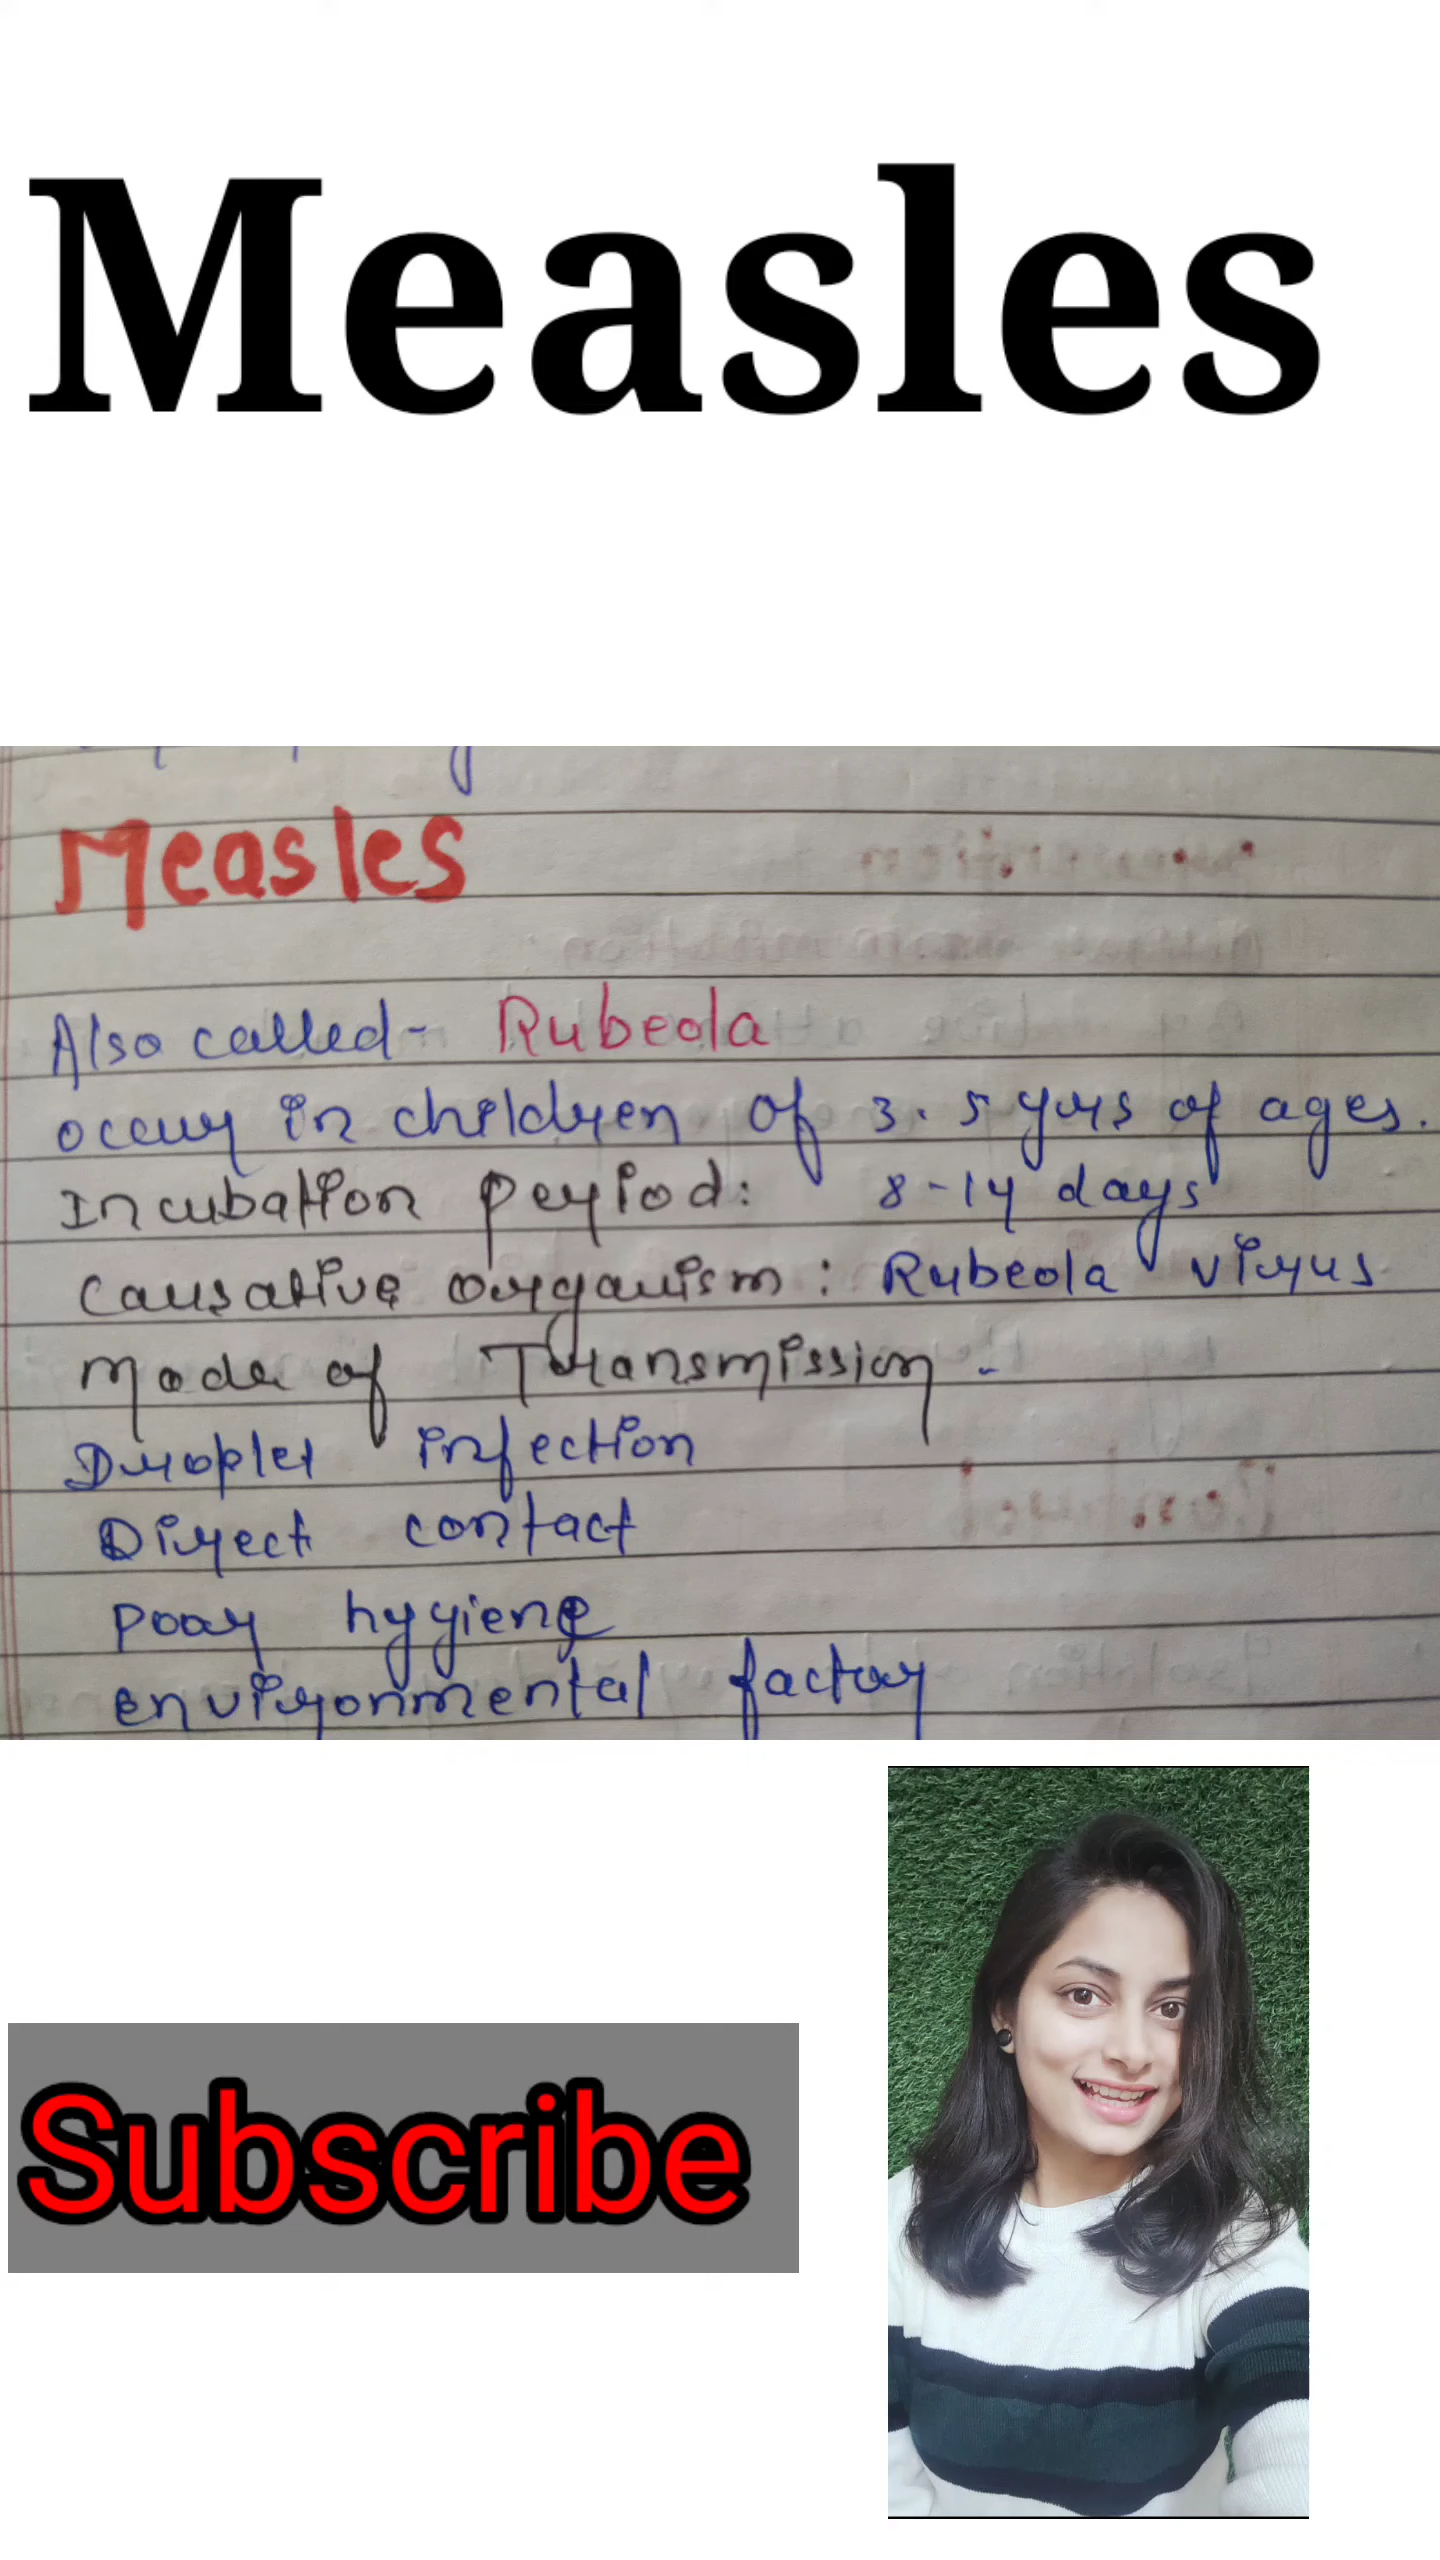 Measles
Measles
Also called- Rubeola
occur in children of 3-5 yrs of ages.
Incubation period: 8-14 days
Causative organism: Rubeola virus
Mode of Transmission -
Droplet infection
Direct contact
Poor hygiene
environmental factor
Subscribe